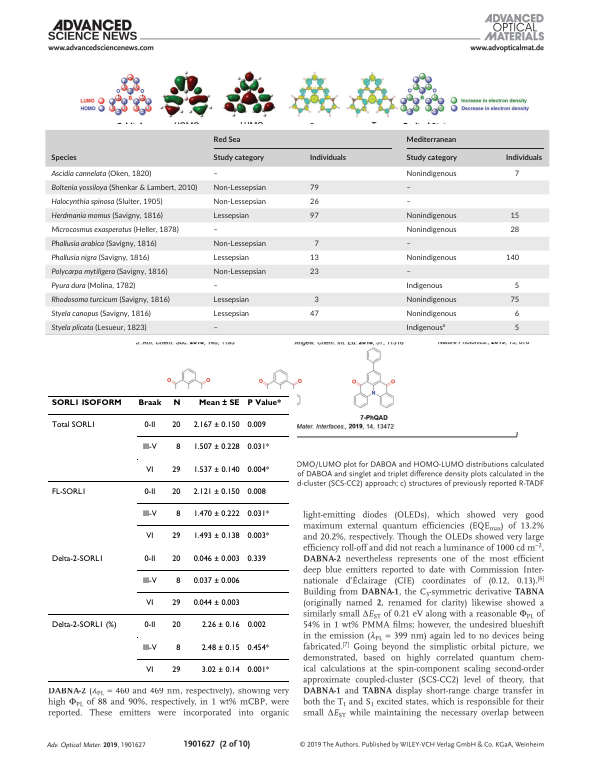 ADVANCED
SCIENCE NEWS
www.advancedsciencenews.com
ADVANCED
OPTICAL
MATERIALS
www.advopticalmat.de
LUMO
HOMO
Increase in electron density
Decrease in electron density
Red Sea
Mediterranean
Species Study category Individuals Study category Individuals
Ascidia cannelata (Oken, 1820) – Nonindigenous 7
Boltenia yossiloya (Shenkar & Lambert, 2010) Non-Lessepsian 79 –
Halocynthia spinosa (Sluiter, 1905) Non-Lessepsian 26 –
Herdmania momus (Savigny, 1816) Lessepsian 97 Nonindigenous 15
Microcosmus exasperatus (Heller, 1878) – Nonindigenous 28
Phallusia arabica (Savigny, 1816) Non-Lessepsian 7 –
Phallusia nigra (Savigny, 1816) Lessepsian 13 Nonindigenous 140
Polycarpa mytiligera (Savigny, 1816) Non-Lessepsian 23 –
Pyura dura (Molina, 1782) – Indigenous 5
Rhodosoma turcicum (Savigny, 1816) Lessepsian 3 Nonindigenous 75
Styela canopus (Savigny, 1816) Lessepsian 47 Nonindigenous 6
Styela plicata (Lesueur, 1823) – Indigenousª 5
7-PhQAD
Mater. Interfaces., 2019, 14, 13472
SORL1 ISOFORM Braak N Mean ± SE P Value*
Total SORL1 0-II 20 2.167 ± 0.150 0.009
III-V 8 1.507 ± 0.228 0.031*
VI 29 1.537 ± 0.140 0.004*
FL-SORL1 0-II 20 2.121 ± 0.150 0.008
III-V 8 1.470 ± 0.222 0.031*
VI 29 1.493 ± 0.138 0.003*
Delta-2-SORL1 0-II 20 0.046 ± 0.003 0.339
III-V 8 0.037 ± 0.006
VI 29 0.044 ± 0.003
Delta-2-SORL1 (%) 0-II 20 2.26 ± 0.16 0.002
III-V 8 2.48 ± 0.15 0.454*
VI 29 3.02 ± 0.14 0.001*
DABNA-2 (λPL = 460 and 469 nm, respectively), showing very
high ΦPL of 88 and 90%, respectively, in 1 wt% mCBP, were
reported. These emitters were incorporated into organic
OMO/LUMO plot for DABOA and HOMO-LUMO distributions calculated
of DABOA and singlet and triplet difference density plots calculated in the
d-cluster (SCS-CC2) approach; c) structures of previously reported R-TADF
light-emitting diodes (OLEDs), which showed very good
maximum external quantum efficiencies (EQEmax) of 13.2%
and 20.2%, respectively. Though the OLEDs showed very large
efficiency roll-off and did not reach a luminance of 1000 cd m−2,
DABNA-2 nevertheless represents one of the most efficient
deep blue emitters reported to date with Commission Inter-
nationale d'Éclairage (CIE) coordinates of (0.12, 0.13).[6]
Building from DABNA-1, the C3-symmetric derivative TABNA
(originally named 2, renamed for clarity) likewise showed a
similarly small ΔEST of 0.21 eV along with a reasonable ΦPL of
54% in 1 wt% PMMA films; however, the undesired blueshift
in the emission (λPL = 399 nm) again led to no devices being
fabricated.[7] Going beyond the simplistic orbital picture, we
demonstrated, based on highly correlated quantum chem-
ical calculations at the spin-component scaling second-order
approximate coupled-cluster (SCS-CC2) level of theory, that
DABNA-1 and TABNA display short-range charge transfer in
both the T1 and S1 excited states, which is responsible for their
small ΔEST while maintaining the necessary overlap between
Adv. Optical Mater. 2019, 1901627
1901627 (2 of 10)
© 2019 The Authors. Published by WILEY-VCH Verlag GmbH & Co. KGaA, Weinheim